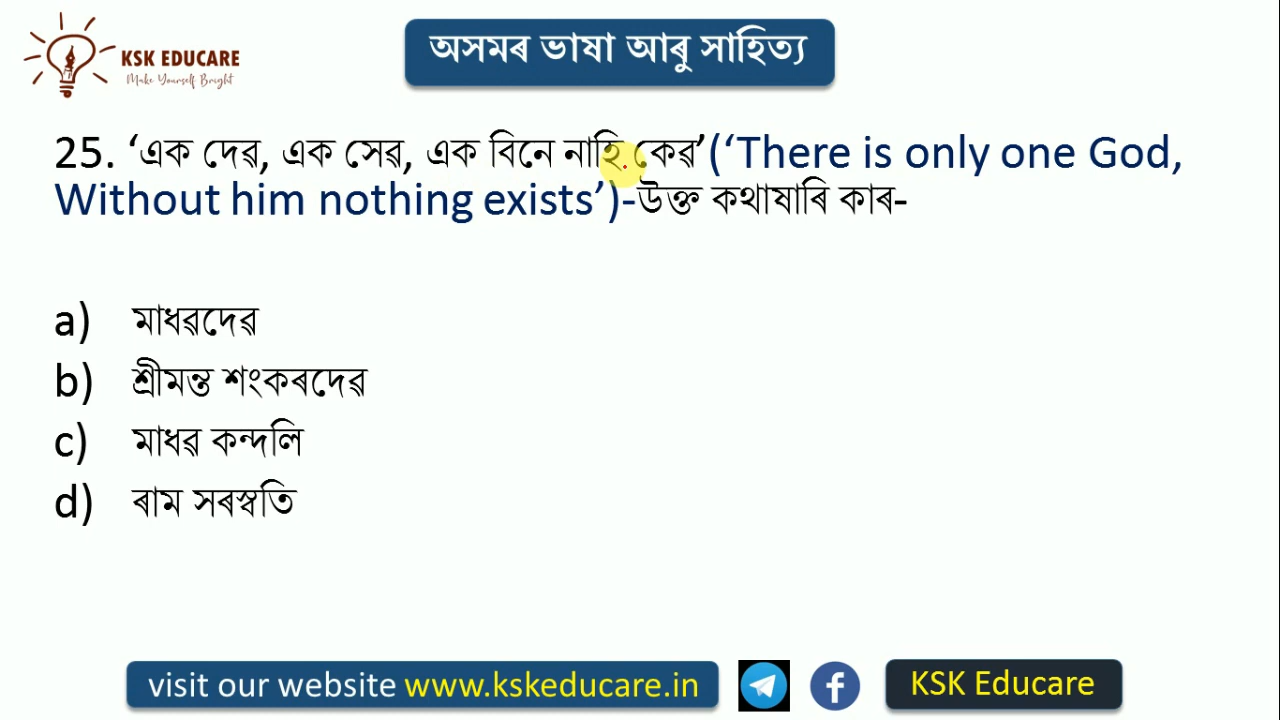 KSK EDUCARE
Make Yourself Bright
অসমৰ ভাষা আৰু সাহিত্য
25. ‘এক দেৱ, এক সেৱ, এক বিনে নাহি কেৱ’(‘There is only one God,
Without him nothing exists’)-উক্ত কথাষাৰি কাৰ-
a) মাধৱদেৱ
b) শ্ৰীমন্ত শংকৰদেৱ
c) মাধৱ কন্দলি
d) ৰাম সৰস্বতি
visit our website www.kskeducare.in
KSK Educare